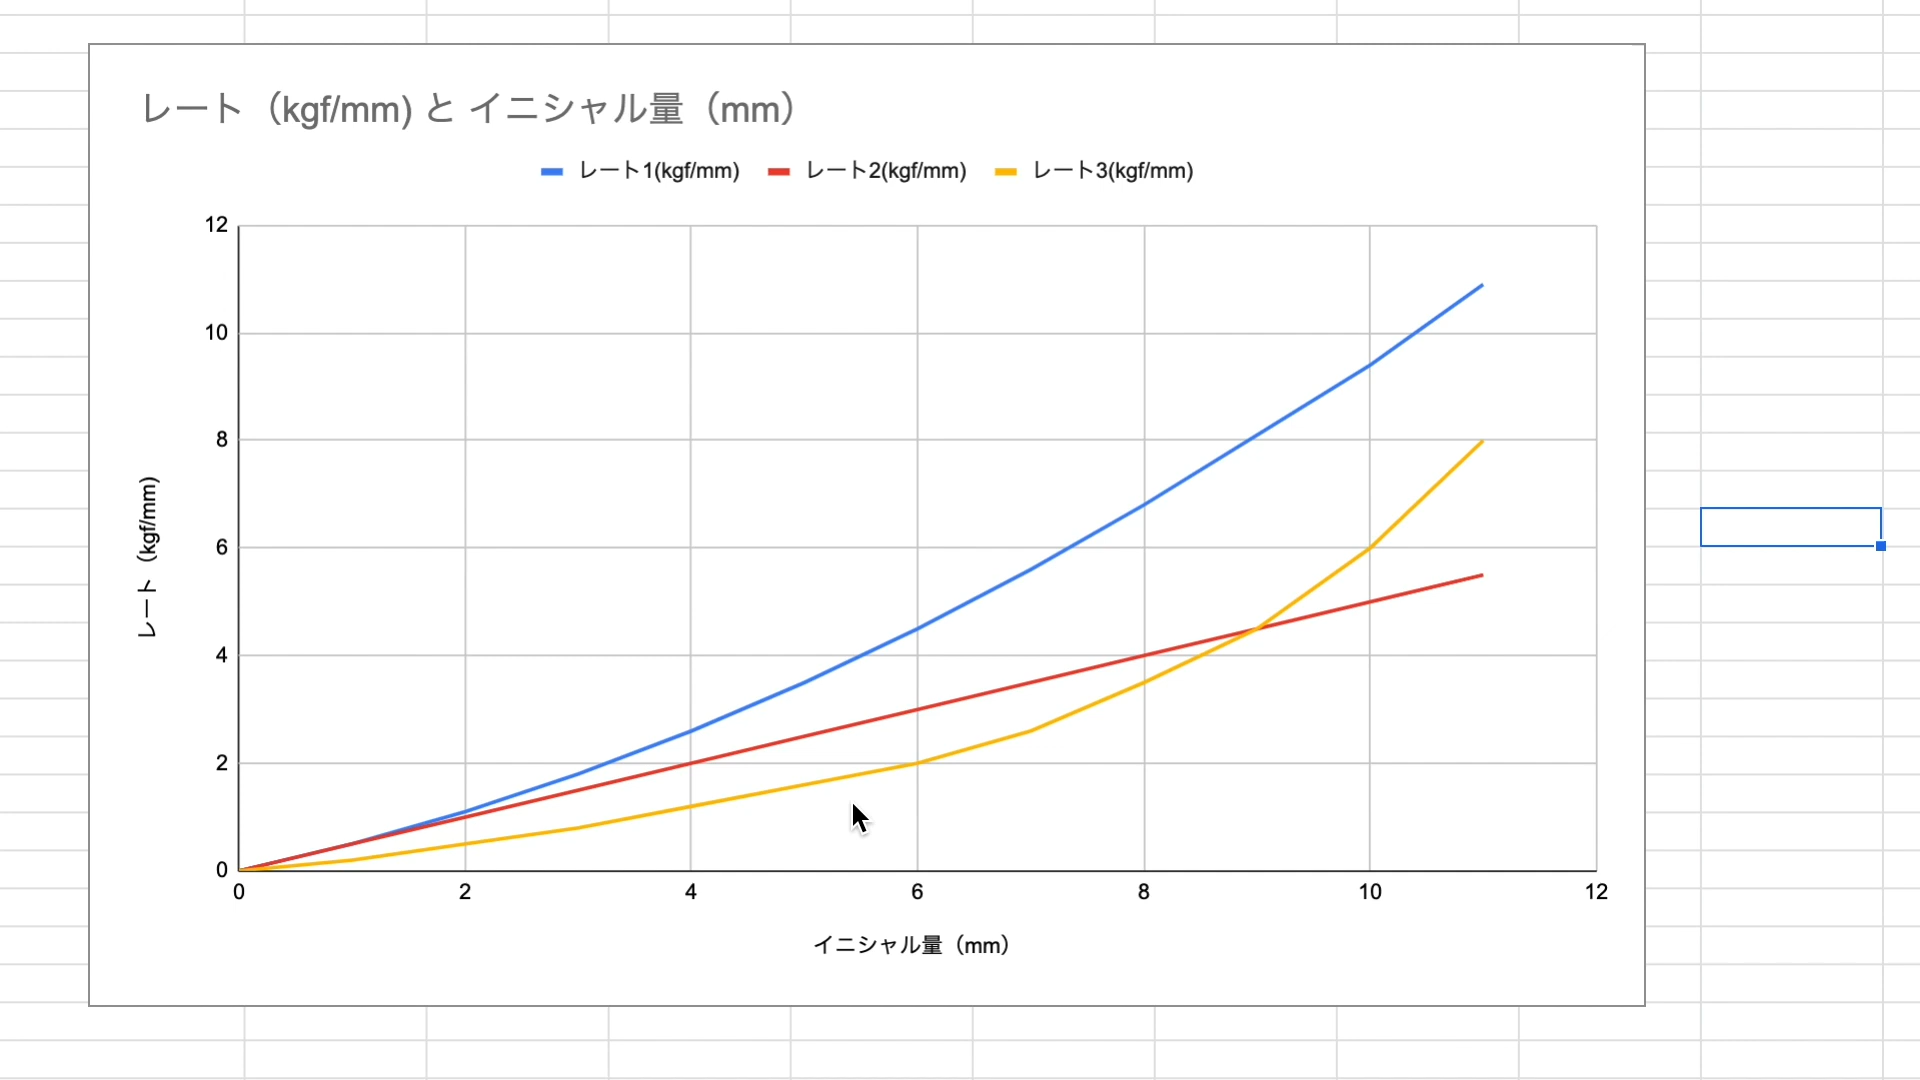 レート（kgf/mm) と イニシャル量（mm）
レート1(kgf/mm) レート2(kgf/mm) レート3(kgf/mm)
12
10
8
6
4
2
0
レート（kgf/mm)
0 2 4 6 8 10 12
イニシャル量（mm）